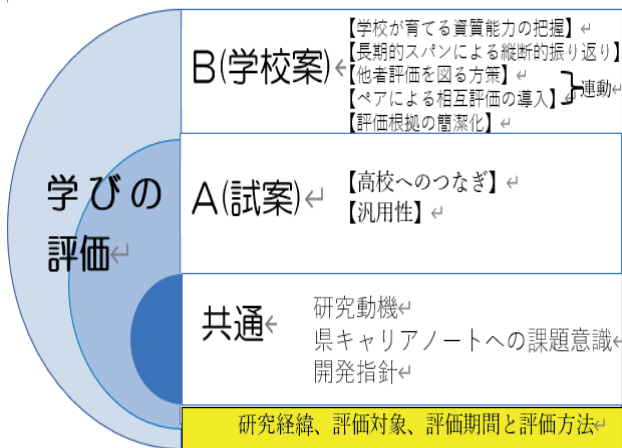 学びの
評価
B(学校案)
【学校が育てる資質能力の把握】
【長期的スパンによる縦断的振り返り】
【他者評価を図る方策】
【ペアによる相互評価の導入】
連動
【評価根拠の簡潔化】
A(試案)
【高校へのつなぎ】
【汎用性】
共通
研究動機
県キャリアノートへの課題意識
開発指針
研究経緯、評価対象、評価期間と評価方法